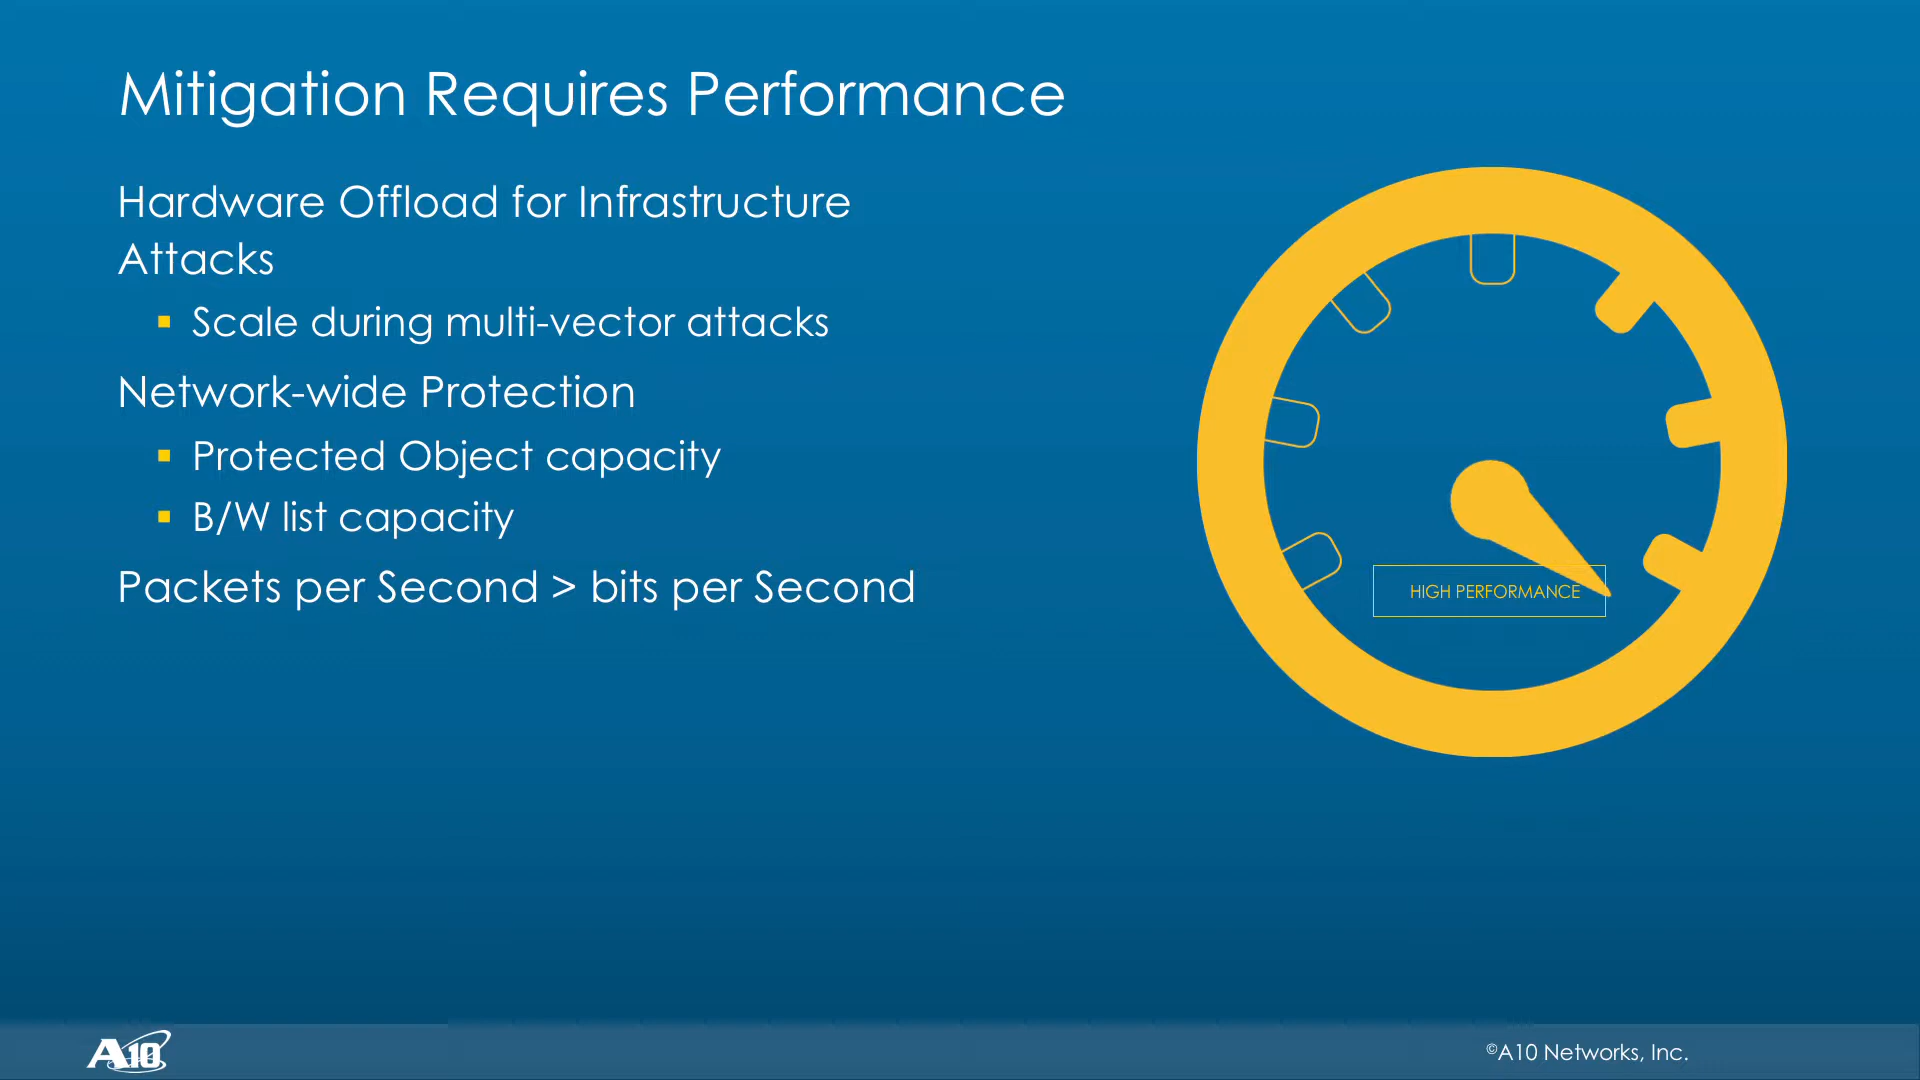 Mitigation Requires Performance
Hardware Offload for Infrastructure
Attacks
▪ Scale during multi-vector attacks
Network-wide Protection
▪ Protected Object capacity
▪ B/W list capacity
Packets per Second > bits per Second
HIGH PERFORMANCE
A10
©A10 Networks, Inc.